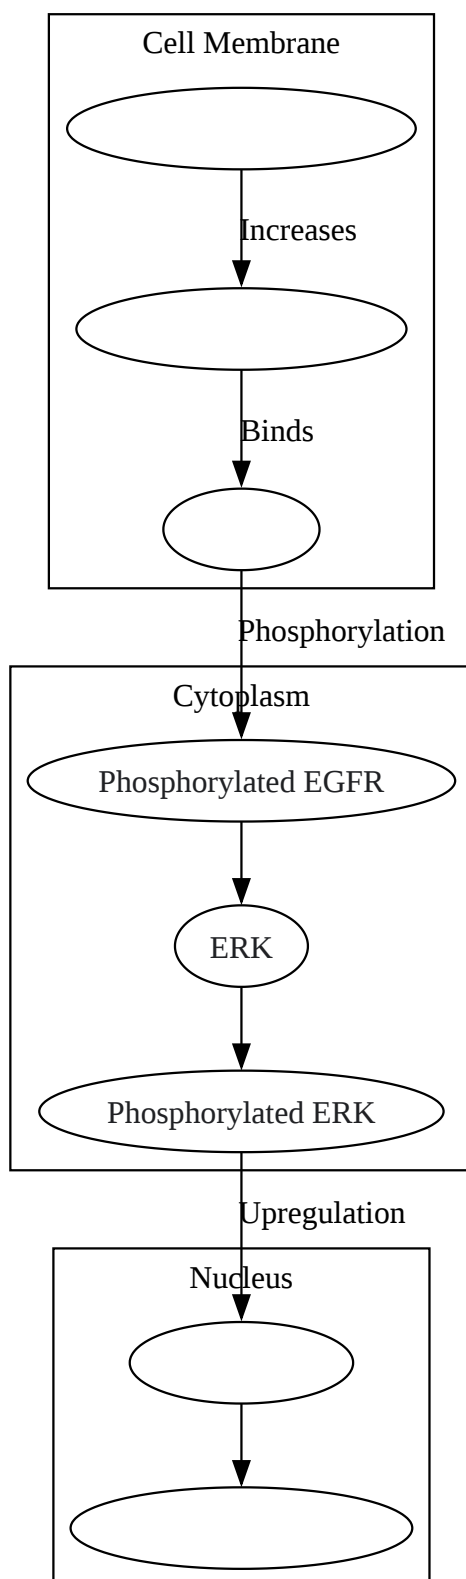 Cell Membrane
Increases
Binds
Phosphorylation
Cytoplasm
Phosphorylated EGFR
ERK
Phosphorylated ERK
Upregulation
Nucleus